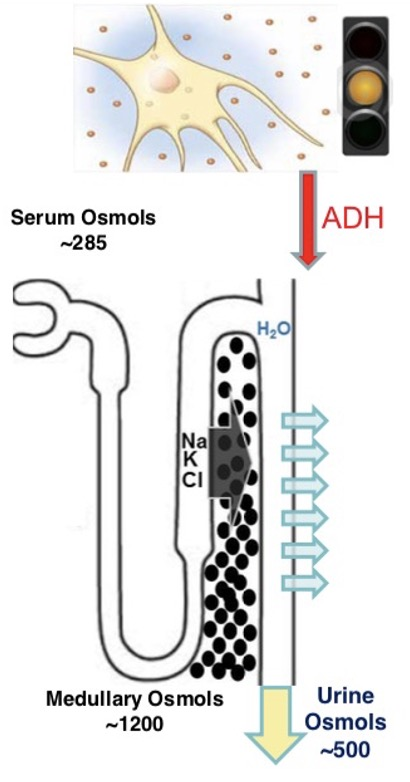 Serum Osmols
~285
ADH
H₂O
Na
K
Cl
Medullary Osmols
~1200
Urine
Osmols
~500